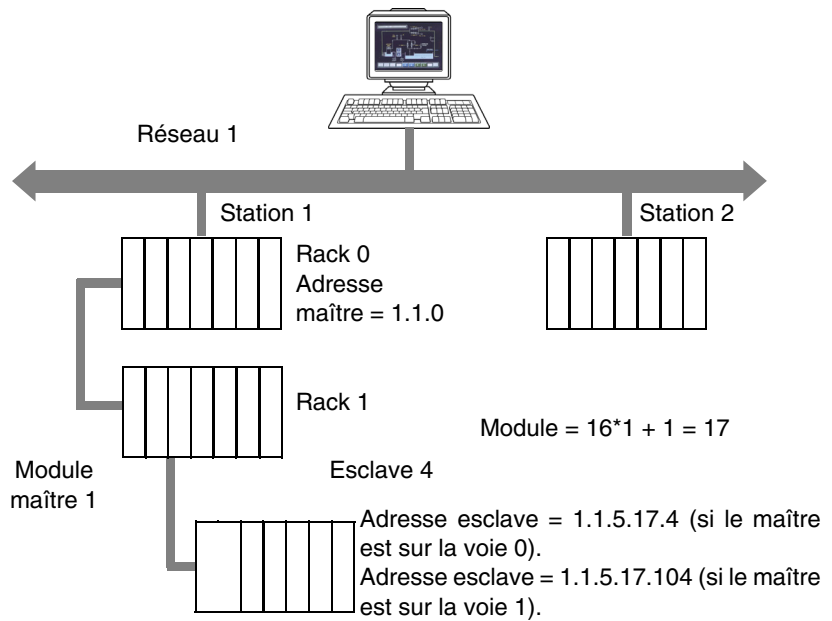 Réseau 1
Station 1
Station 2
Rack 0
Adresse
maître = 1.1.0
Rack 1
Module = 16*1 + 1 = 17
Module
maître 1
Esclave 4
Adresse esclave = 1.1.5.17.4 (si le maître
est sur la voie 0).
Adresse esclave = 1.1.5.17.104 (si le maître
est sur la voie 1).